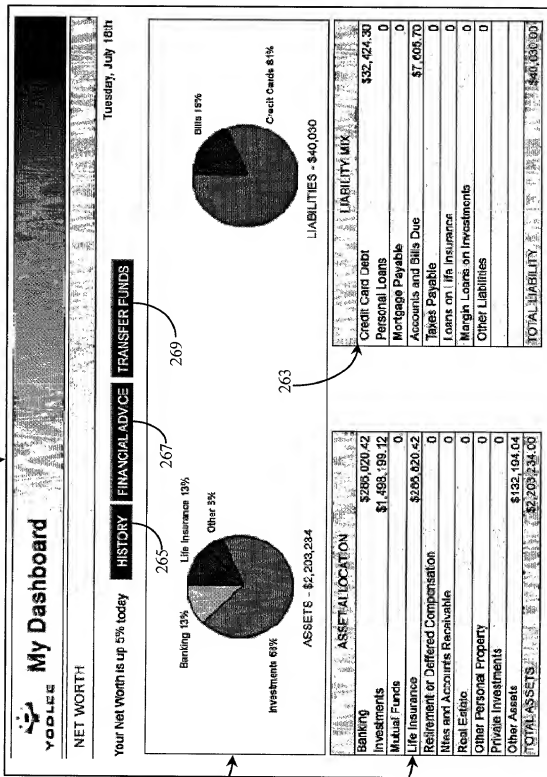 YODLEE My Dashboard
NET WORTH
Tuesday, July 18th
Your Net Worth is up 5% today HISTORY FINANCIAL ADVICE TRANSFER FUNDS
265 267 269
Banking 13%
Life Insurance 13%
Other 6%
Investments 68%
ASSETS - $2,203,234
Bills 19%
Credit Cards 81%
LIABILITIES - $40,030
263
ASSET ALLOCATION
Banking $286,020.42
Investments $1,498,199.12
Mutual Funds 0
Life Insurance $286,820.42
Retirement or Deffered Compensation 0
Ntes and Accounts Receivable 0
Real Estate 0
Other Personal Property 0
Private Investments 0
Other Assets $132,194.04
TOTAL ASSETS $2,203,234.00
LIABILITY MIX
Credit Card Debt $32,424.30
Personal Loans 0
Mortgage Payable 0
Accounts and Bills Due $7,605.70
Taxes Payable 0
Loans on Life Insurance 0
Margin Loans on Investments 0
Other Liabilities 0
TOTAL LIABILITY $40,030.00